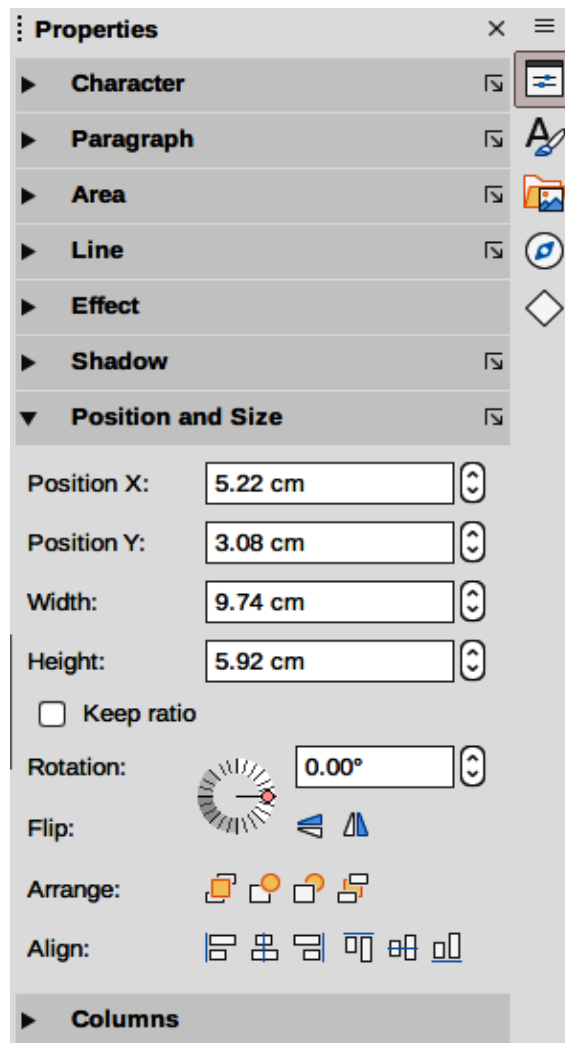 Properties
Character
Paragraph
Area
Line
Effect
Shadow
Position and Size
Position X: 5.22 cm
Position Y: 3.08 cm
Width: 9.74 cm
Height: 5.92 cm
Keep ratio
Rotation: 0.00°
Flip:
Arrange:
Align:
Columns